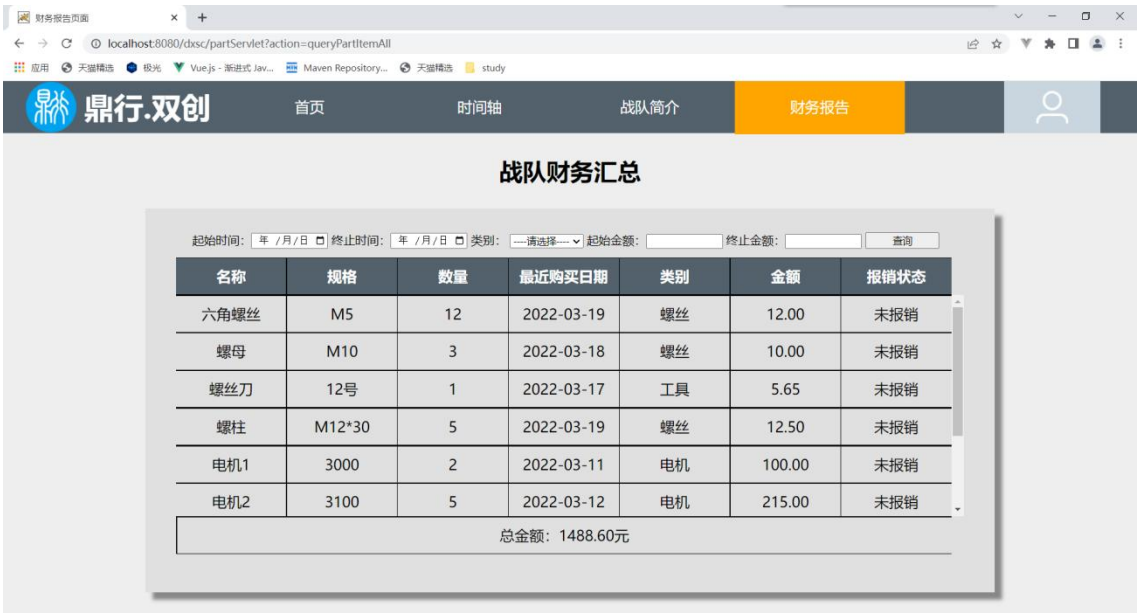 财务报告页面
localhost:8080/dxsc/partServlet?action=queryPartItemAll
应用 天猫精选 极光 Vue.js - 渐进式 Jav... Maven Repository... 天猫精选 study
鼎行.双创 首页 时间轴 战队简介 财务报告
战队财务汇总
起始时间: 年 /月/日 终止时间: 年 /月/日 类别: ----请选择---- 起始金额: 终止金额: 查询
名称 规格 数量 最近购买日期 类别 金额 报销状态
六角螺丝 M5 12 2022-03-19 螺丝 12.00 未报销
螺母 M10 3 2022-03-18 螺丝 10.00 未报销
螺丝刀 12号 1 2022-03-17 工具 5.65 未报销
螺柱 M12*30 5 2022-03-19 螺丝 12.50 未报销
电机1 3000 2 2022-03-11 电机 100.00 未报销
电机2 3100 5 2022-03-12 电机 215.00 未报销
总金额：1488.60元